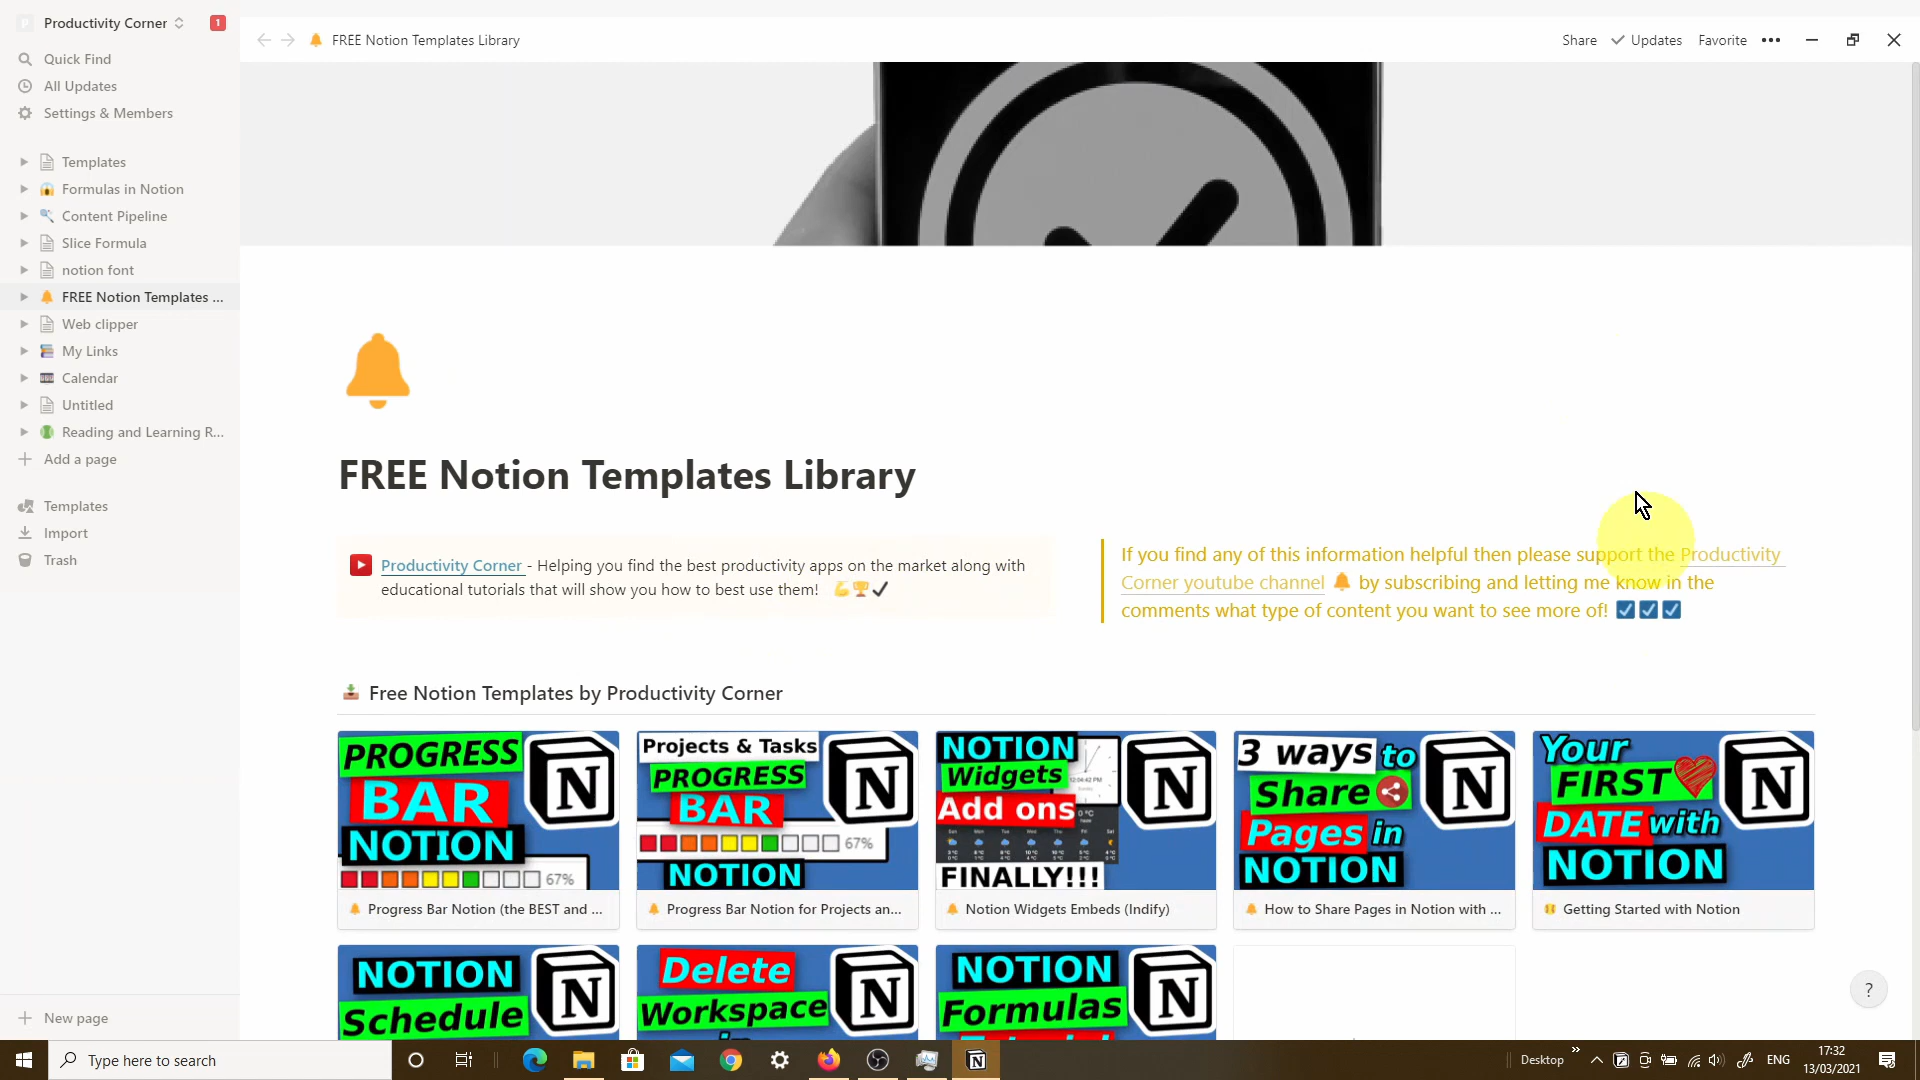 Productivity Corner
1
Quick Find
All Updates
Settings & Members
Templates
Formulas in Notion
Content Pipeline
Slice Formula
notion font
FREE Notion Templates ...
Web clipper
My Links
Calendar
Untitled
Reading and Learning R...
Add a page
Templates
Import
Trash
New page
FREE Notion Templates Library
Share
Updates
Favorite
FREE Notion Templates Library
Productivity Corner - Helping you find the best productivity apps on the market along with
educational tutorials that will show you how to best use them!
If you find any of this information helpful then please support the Productivity
Corner youtube channel by subscribing and letting me know in the
comments what type of content you want to see more of!
Free Notion Templates by Productivity Corner
PROGRESS
BAR
NOTION
67%
N
Progress Bar Notion (the BEST and ...
Projects & Tasks
PROGRESS
BAR
67%
NOTION
N
Progress Bar Notion for Projects an...
NOTION
Widgets
Add ons
FINALLY!!!
N
Notion Widgets Embeds (Indify)
3 ways to
Share
Pages in
NOTION
N
How to Share Pages in Notion with ...
Your
FIRST
DATE with
NOTION
N
Getting Started with Notion
NOTION
Schedule
N
Delete
Workspace
in
N
NOTION
Formulas
Tutorial
N
?
Type here to search
Desktop
ENG
17:32
13/03/2021